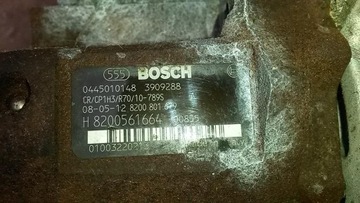 555 BOSCH
0445010148 3909288
CR/CP1H3/R70/10-789S
08-05-12 8200 801
H 8200561664